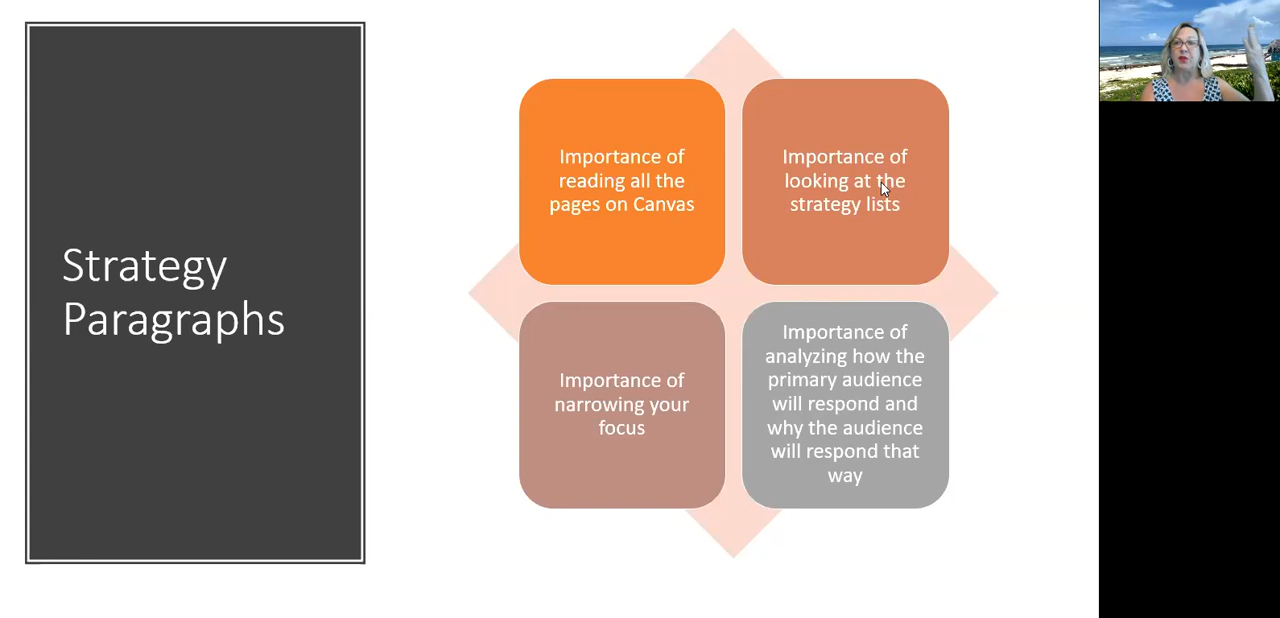 Strategy
Paragraphs
Importance of
reading all the
pages on Canvas
Importance of
looking at the
strategy lists
Importance of
narrowing your
focus
Importance of
analyzing how the
primary audience
will respond and
why the audience
will respond that
way